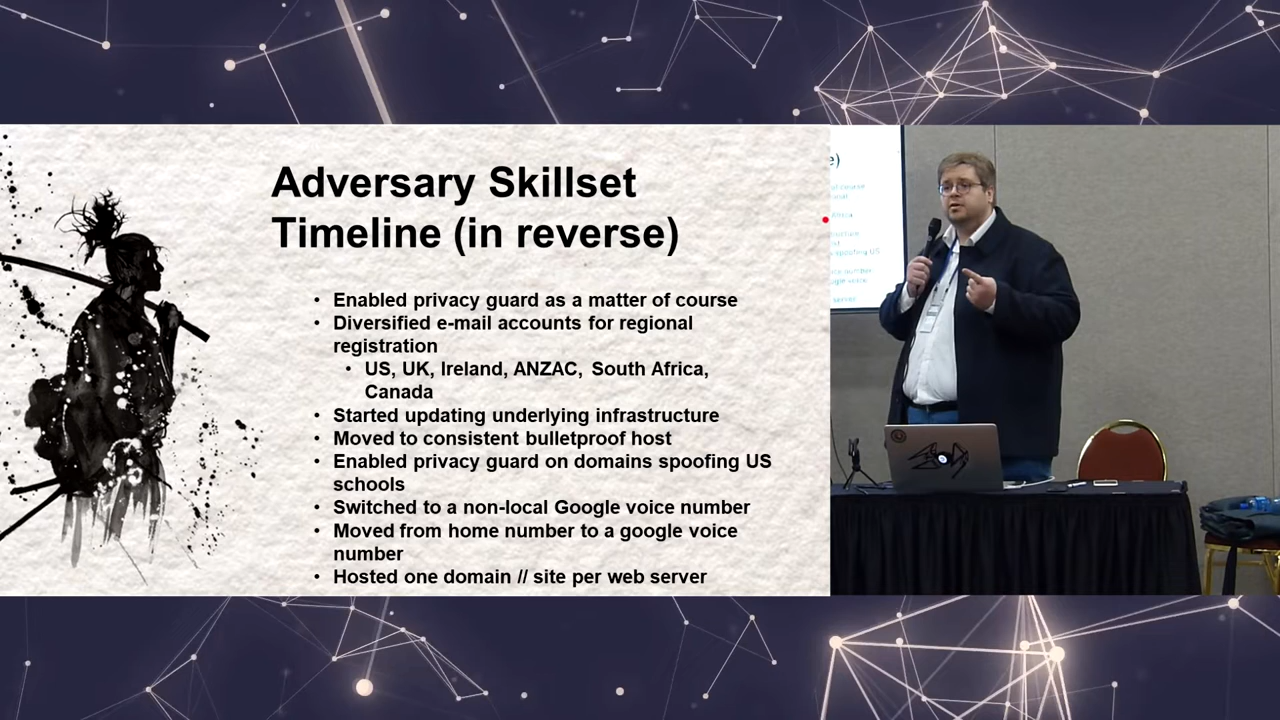 Adversary Skillset
Timeline (in reverse)
• Enabled privacy guard as a matter of course
• Diversified e-mail accounts for regional
registration
• US, UK, Ireland, ANZAC, South Africa,
Canada
• Started updating underlying infrastructure
• Moved to consistent bulletproof host
• Enabled privacy guard on domains spoofing US
schools
• Switched to a non-local Google voice number
• Moved from home number to a google voice
number
• Hosted one domain // site per web server